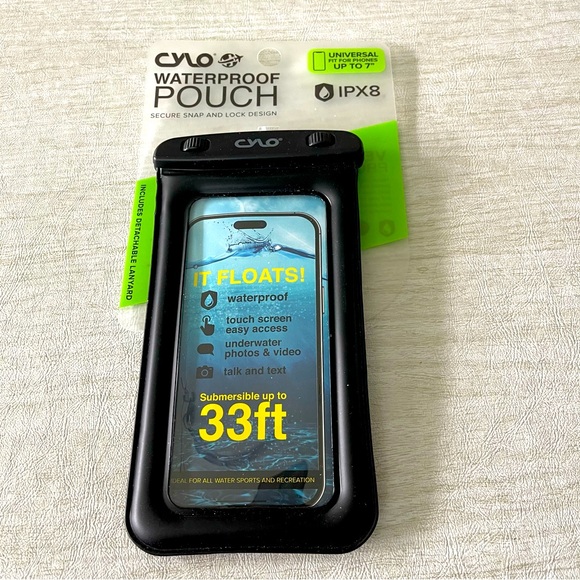 CYLO
WATERPROOF
POUCH
SECURE SNAP AND LOCK DESIGN
UNIVERSAL
FIT FOR PHONES
UP TO 7"
IPX8
CYLO
INCLUDES DETACHABLE LANYARD
IT FLOATS!
waterproof
touch screen
easy access
underwater
photos & video
talk and text
Submersible up to
33ft
IDEAL FOR ALL WATER SPORTS AND RECREATION